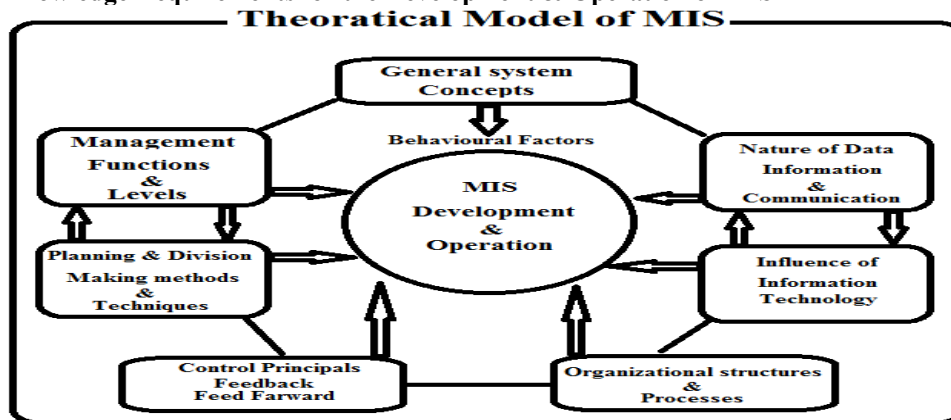 Theoratical Model of MIS
General system
Concepts
Behavioural Factors
Management
Functions
&
Levels
Nature of Data
Information
&
Communication
MIS
Development
&
Operation
Planning & Division
Making methods
&
Techniques
Influence of
Information
Technology
Control Principals
Feedback
Feed Farward
Organizational structures
&
Processes